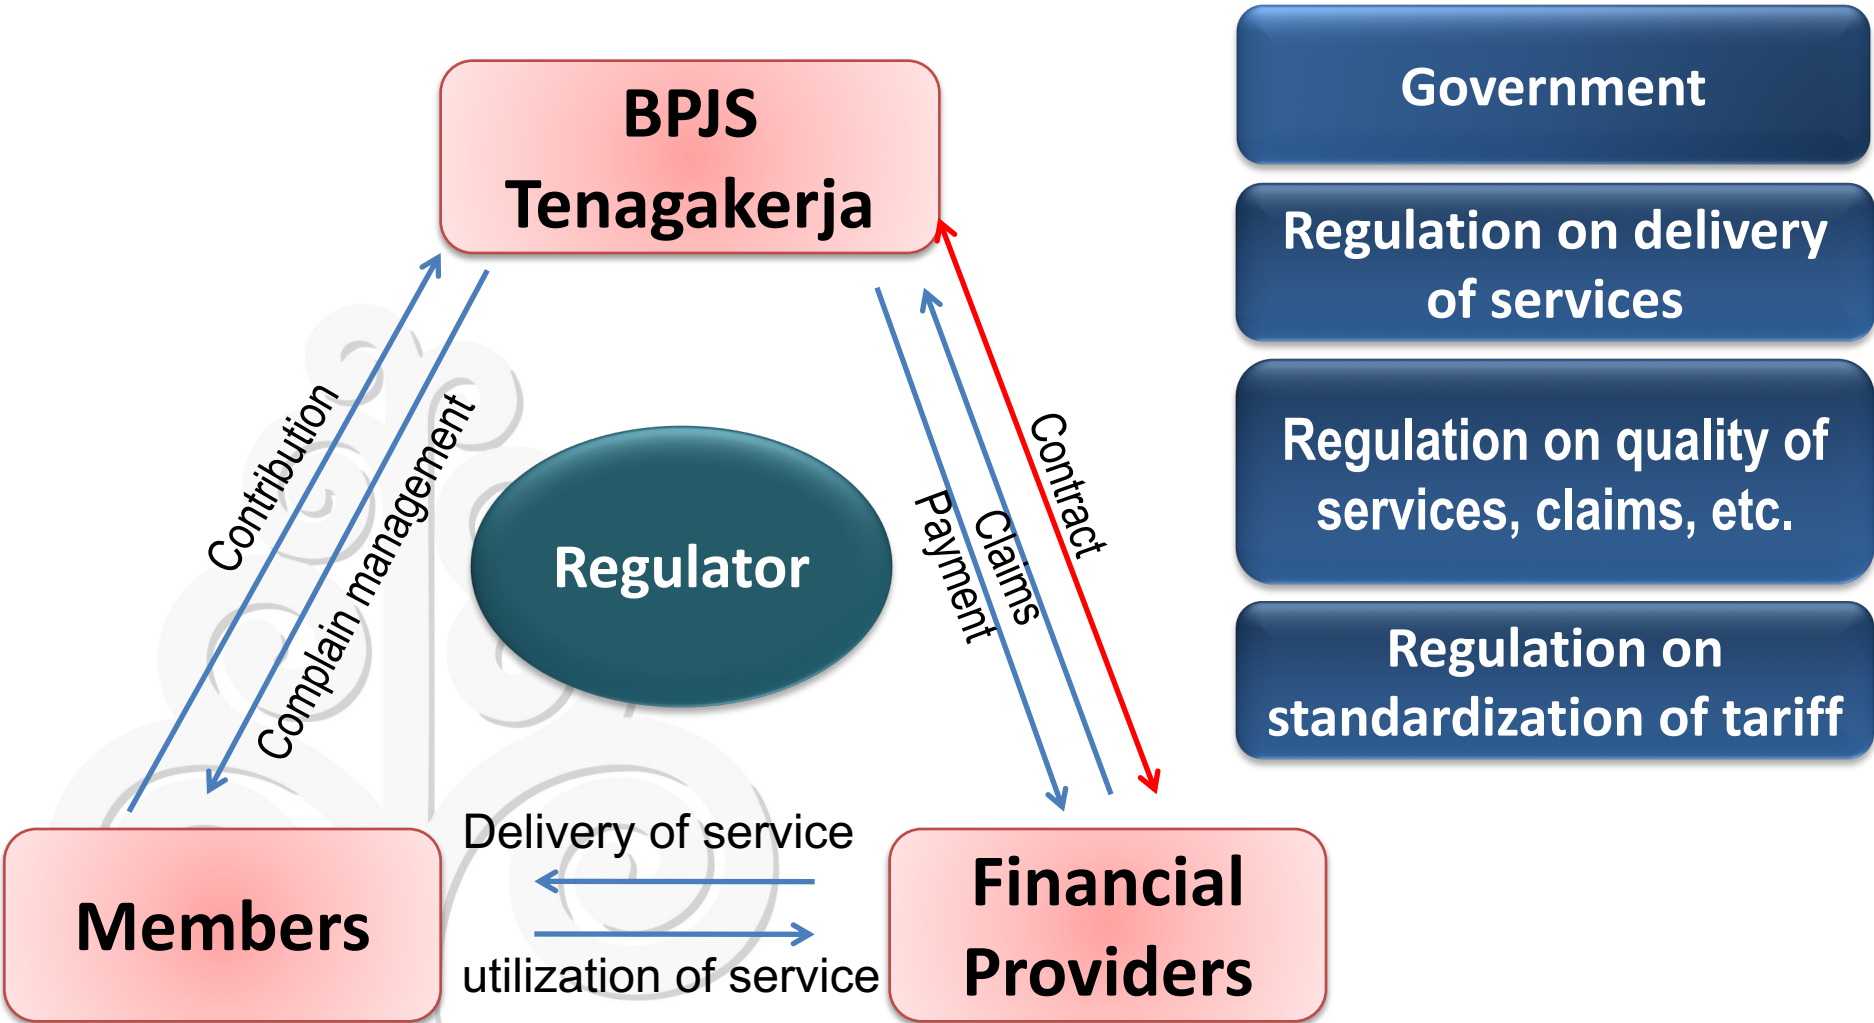 BPJS
Tenagakerja
Government
Regulation on delivery
of services
Regulation on quality of
services, claims, etc.
Regulation on
standardization of tariff
Contribution
Complain management
Regulator
Payment
Claims
Contract
Members
Delivery of service
utilization of service
Financial
Providers